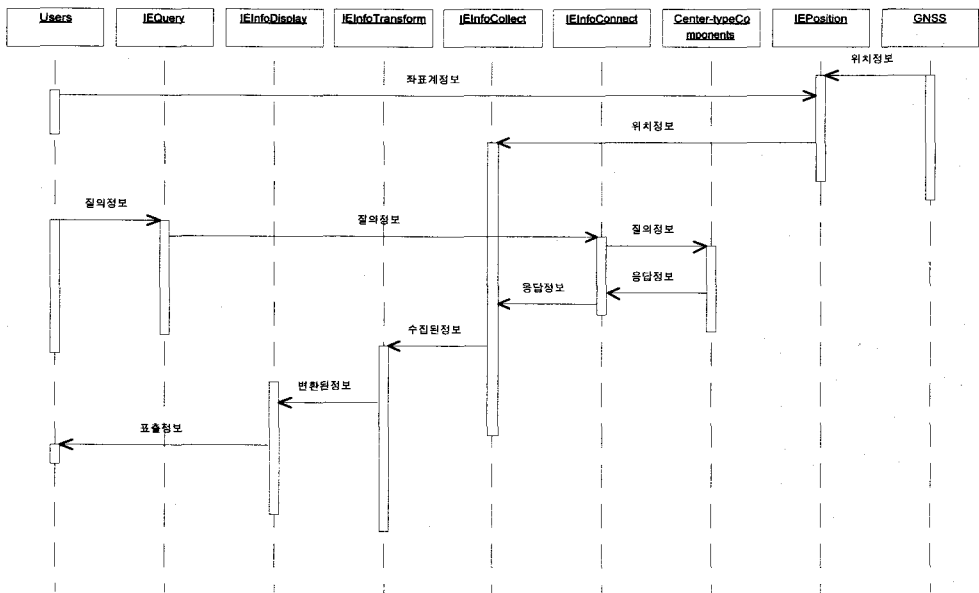 Users
IEQuery
IEInfoDisplay
IEInfoTransform
IEInfoCollect
IEInfoConnect
Center-typeCo
mponents
IEPosition
GNSS
위치정보
좌표계정보
위치정보
질의정보
질의정보
질의정보
응답정보
응답정보
수집된정보
변환된정보
표출정보